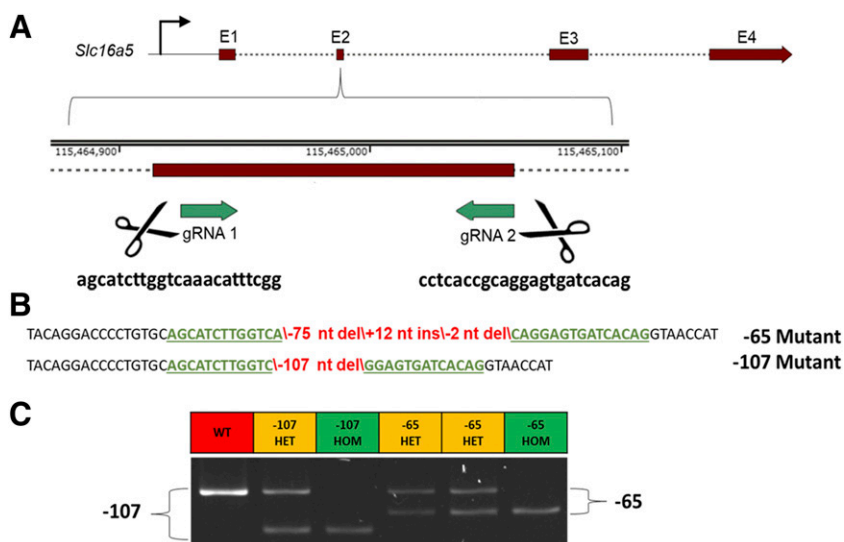 A
Slc16a5
E1
E2
E3
E4
115,464,900
115,465,000
115,465,100
gRNA 1
gRNA 2
agcatcttggtcaaacatttcgg
cctcaccgcaggagtgatcacag
B
TACAGGACCCCTGTGCAGCATCTTGGTCA\-75 nt del\+12 nt ins\-2 nt del\CAGGAGTGATCACAGGTAACCAT -65 Mutant
TACAGGACCCCTGTGCAGCATCTTGGTC\-107 nt del\GGAGTGATCACAGGTAACCAT -107 Mutant
C
WT
-107
HET
-107
HOM
-65
HET
-65
HET
-65
HOM
-107
-65